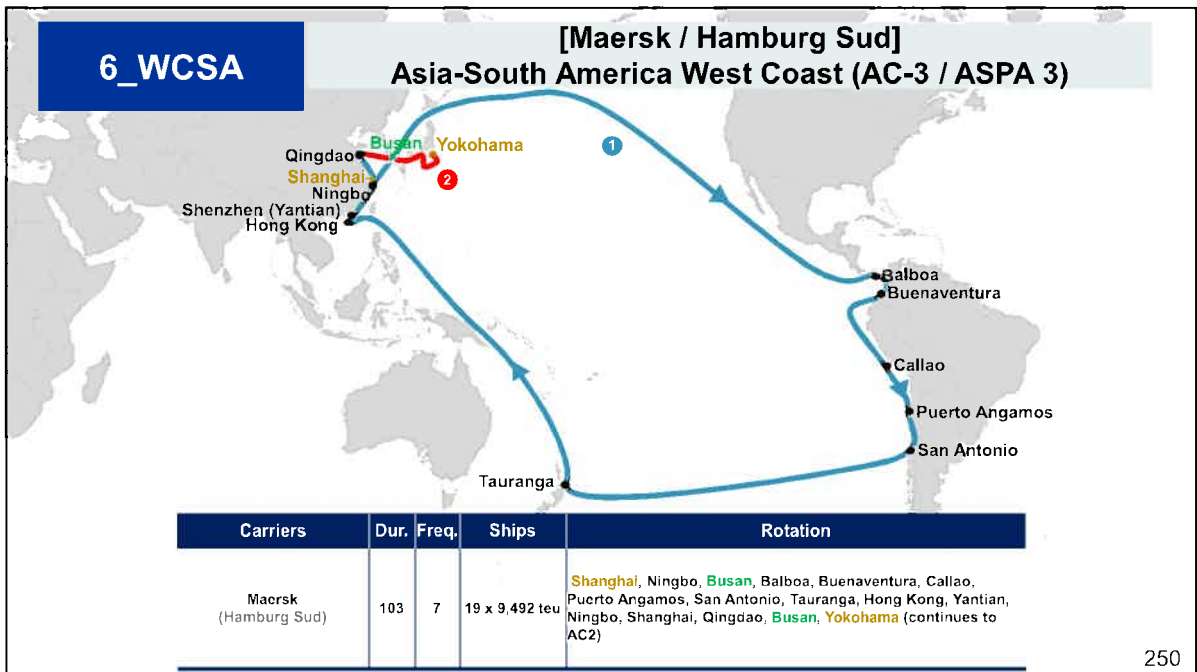 6_WCSA
[Maersk / Hamburg Sud]
Asia-South America West Coast (AC-3 / ASPA 3)
1
Busan
Yokohama
Qingdao
2
Shanghai
Ningbo
Shenzhen (Yantian)
Hong Kong
Balboa
Buenaventura
Callao
Puerto Angamos
San Antonio
Tauranga
Carriers Dur. Freq. Ships Rotation
Maersk
(Hamburg Sud)
103
7
19 x 9,492 teu
Shanghai, Ningbo, Busan, Balboa, Buenaventura, Callao,
Puerto Angamos, San Antonio, Tauranga, Hong Kong, Yantian,
Ningbo, Shanghai, Qingdao, Busan, Yokohama (continues to
AC2)
250